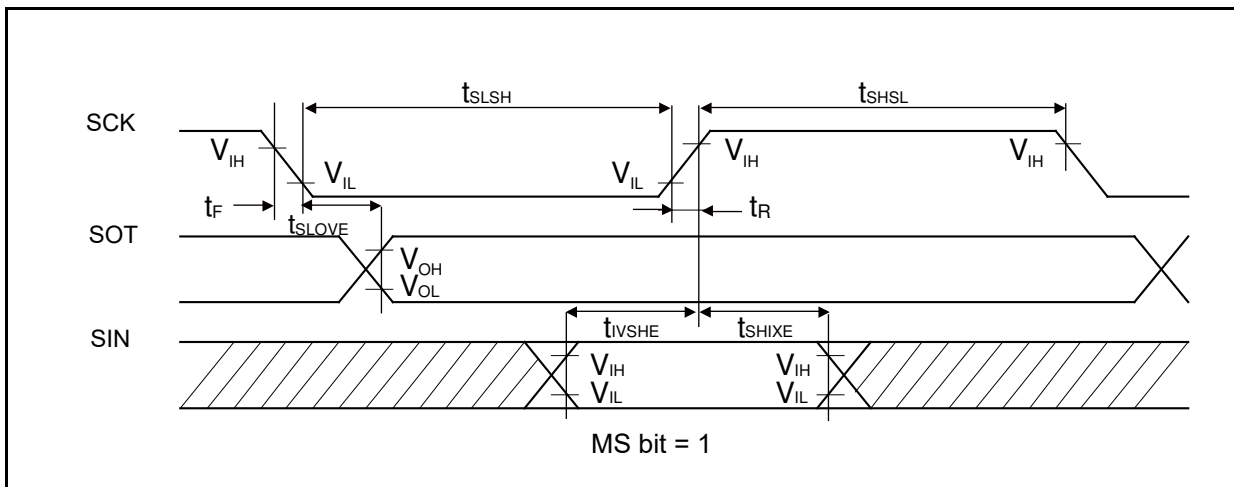 tSLSH tSHSL
SCK
VIH VIH VIH
VIL VIL
tF tR
tSLOVE
SOT
VOH
VOL
tIVSHE tSHIXE
SIN
VIH VIH
VIL VIL
MS bit = 1